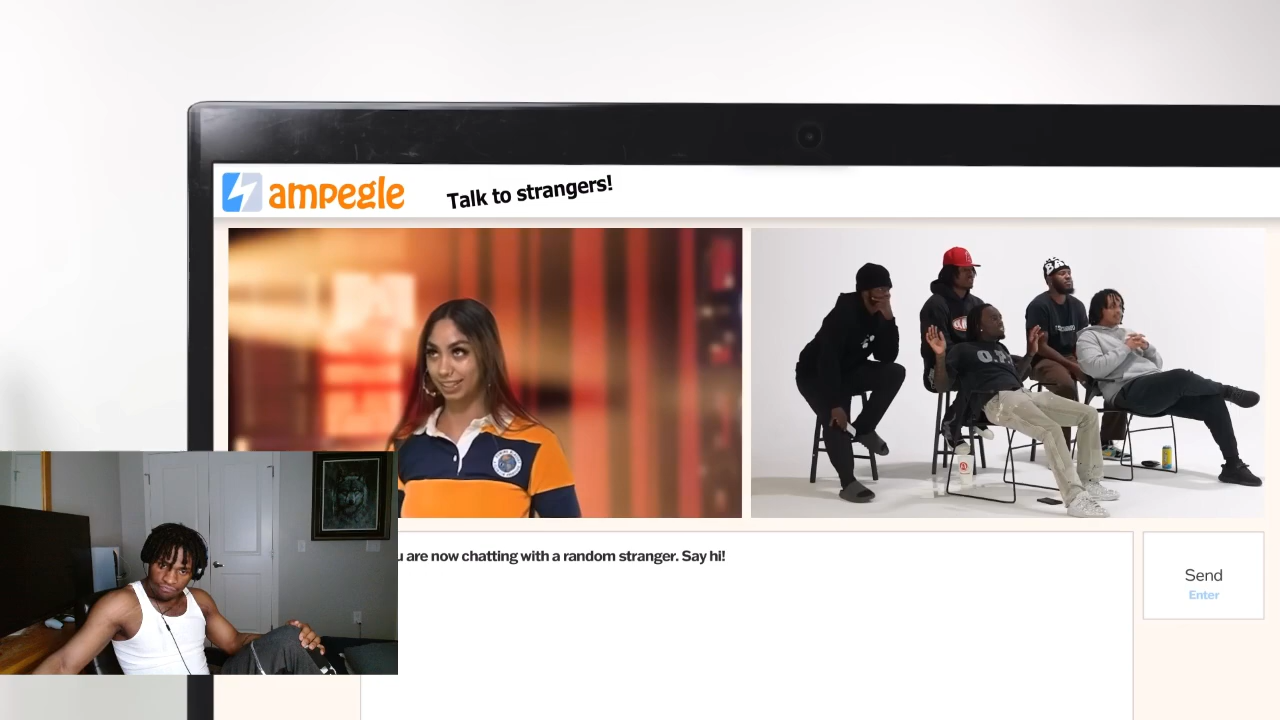 ampegle
Talk to strangers!
u are now chatting with a random stranger. Say hi!
Send
Enter